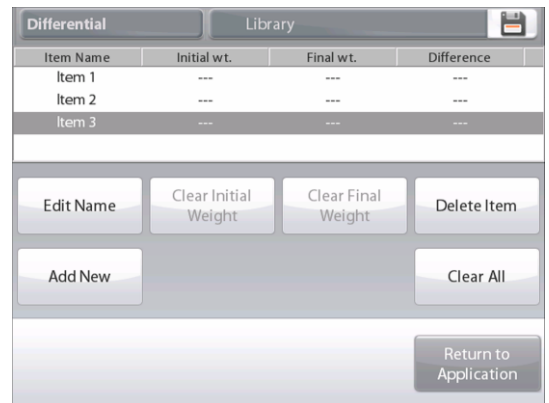 Differential Library
Item Name Initial wt. Final wt. Difference
Item 1 --- --- ---
Item 2 --- --- ---
Item 3 --- --- ---
Edit Name Clear Initial Weight Clear Final Weight Delete Item
Add New Clear All
Return to
Application